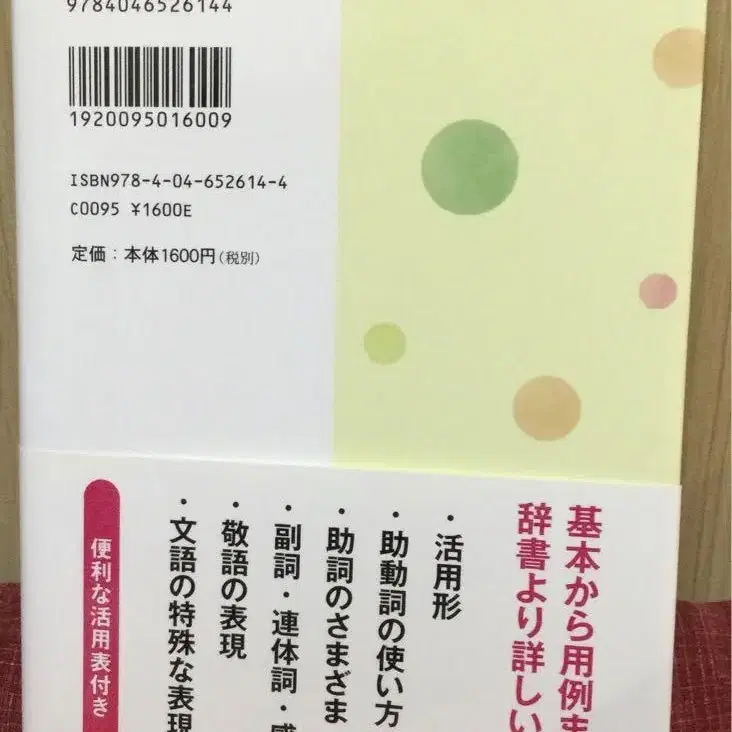 9784046526144
1920095016009
ISBN978-4-04-652614-4
C0095 ¥1600E
定価:本体1600円(税別)
基本から用例ま
辞書より詳しい
・活用形
・助動詞の使い方
・助詞のさまざま
・副詞・連体詞・感
・敬語の表現
・文語の特殊な表現
便利な活用表付き